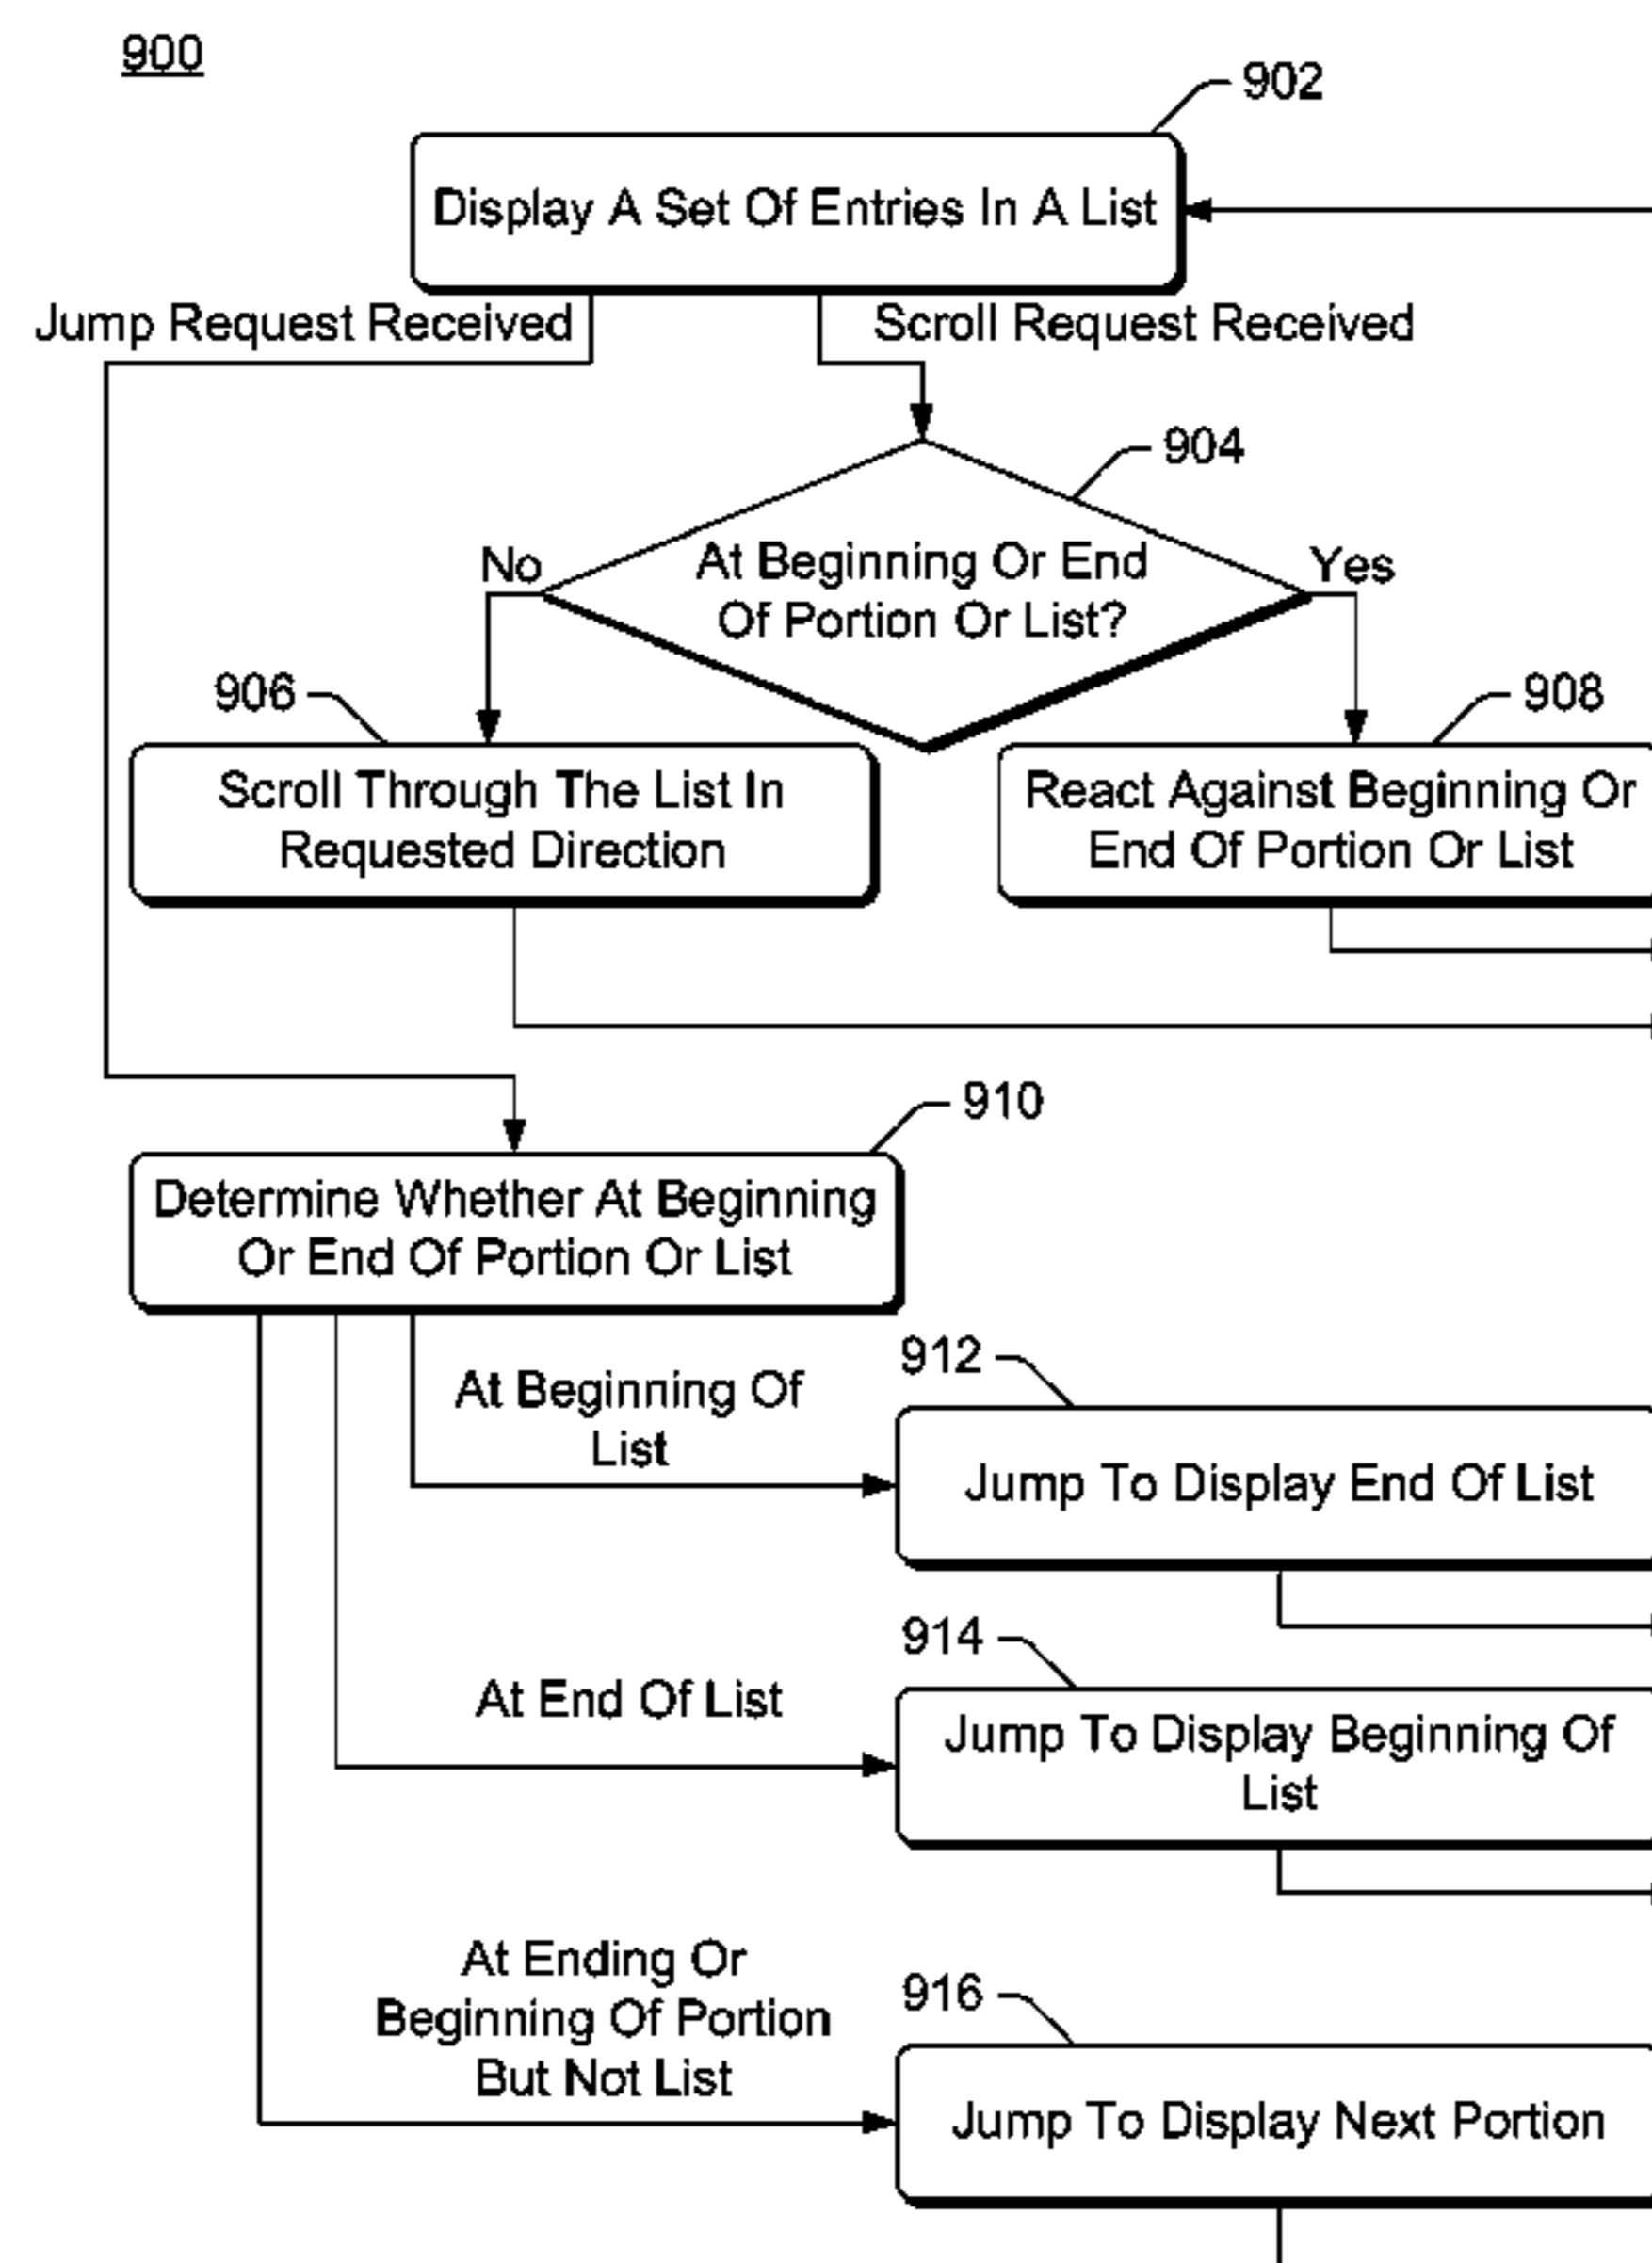 900
902
Display A Set Of Entries In A List
Jump Request Received
Scroll Request Received
904
At Beginning Or End
Of Portion Or List?
No
Yes
906
908
Scroll Through The List In
Requested Direction
React Against Beginning Or
End Of Portion Or List
910
Determine Whether At Beginning
Or End Of Portion Or List
At Beginning Of
List
912
Jump To Display End Of List
914
At End Of List
Jump To Display Beginning Of
List
At Ending Or
Beginning Of Portion
But Not List
916
Jump To Display Next Portion